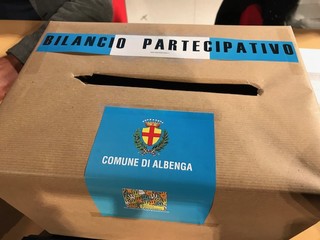 BILANCIO PARTECIPATIVO
COMUNE DI ALBENGA